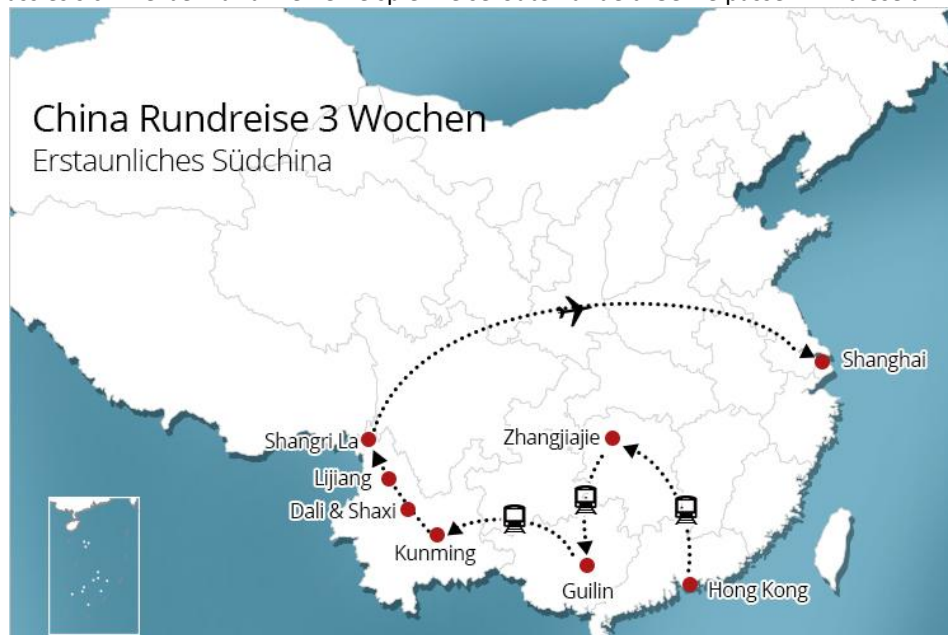 China Rundreise 3 Wochen
Erstaunliches Südchina
Shanghai
Shangri La
Zhangjiajie
Lijiang
Dali & Shaxi
Kunming
Guilin
Hong Kong